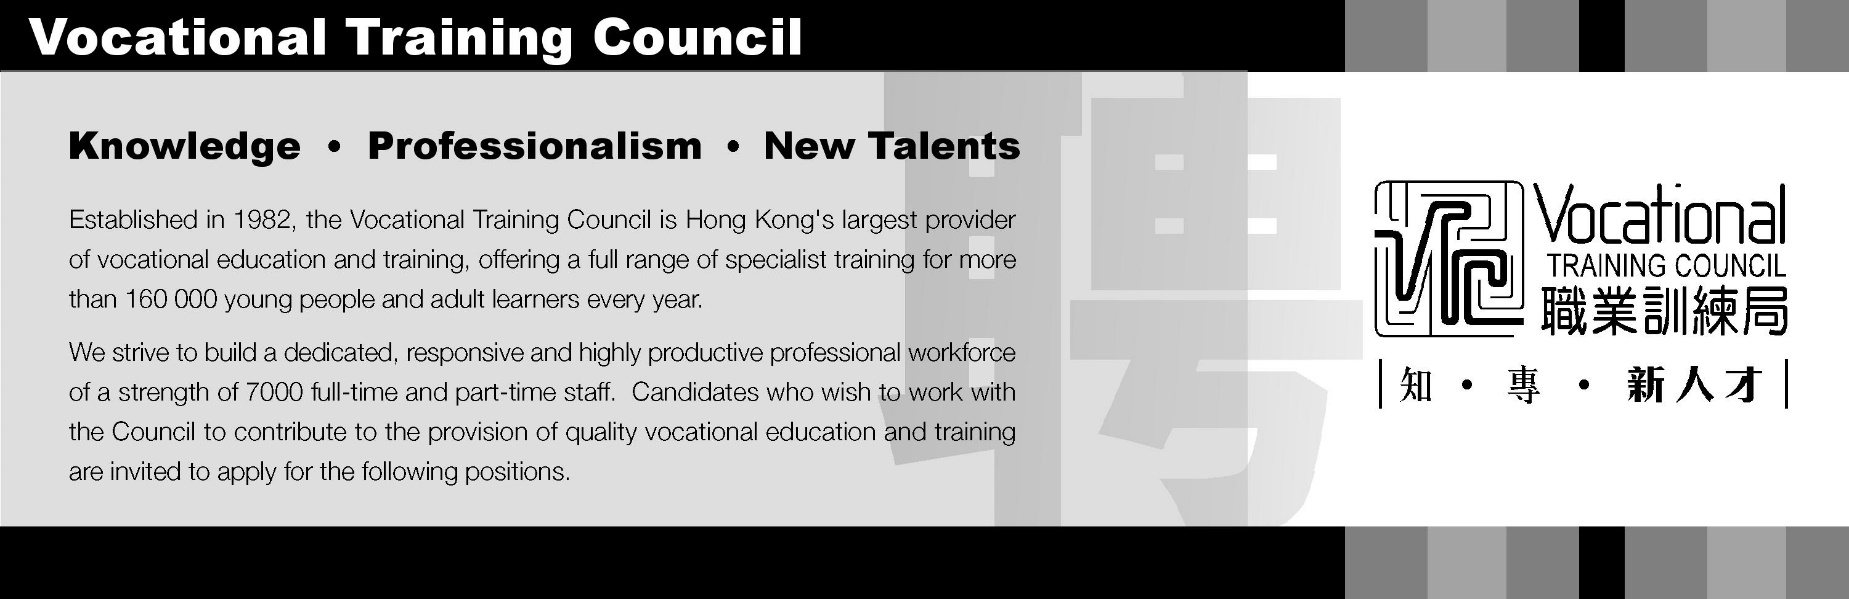 Vocational Training Council
Knowledge • Professionalism • New Talents
Established in 1982, the Vocational Training Council is Hong Kong's largest provider
of vocational education and training, offering a full range of specialist training for more
than 160 000 young people and adult learners every year.
We strive to build a dedicated, responsive and highly productive professional workforce
of a strength of 7000 full-time and part-time staff.  Candidates who wish to work with
the Council to contribute to the provision of quality vocational education and training
are invited to apply for the following positions.
聘
Vocational
TRAINING COUNCIL
職業訓練局
知 • 專 • 新人才